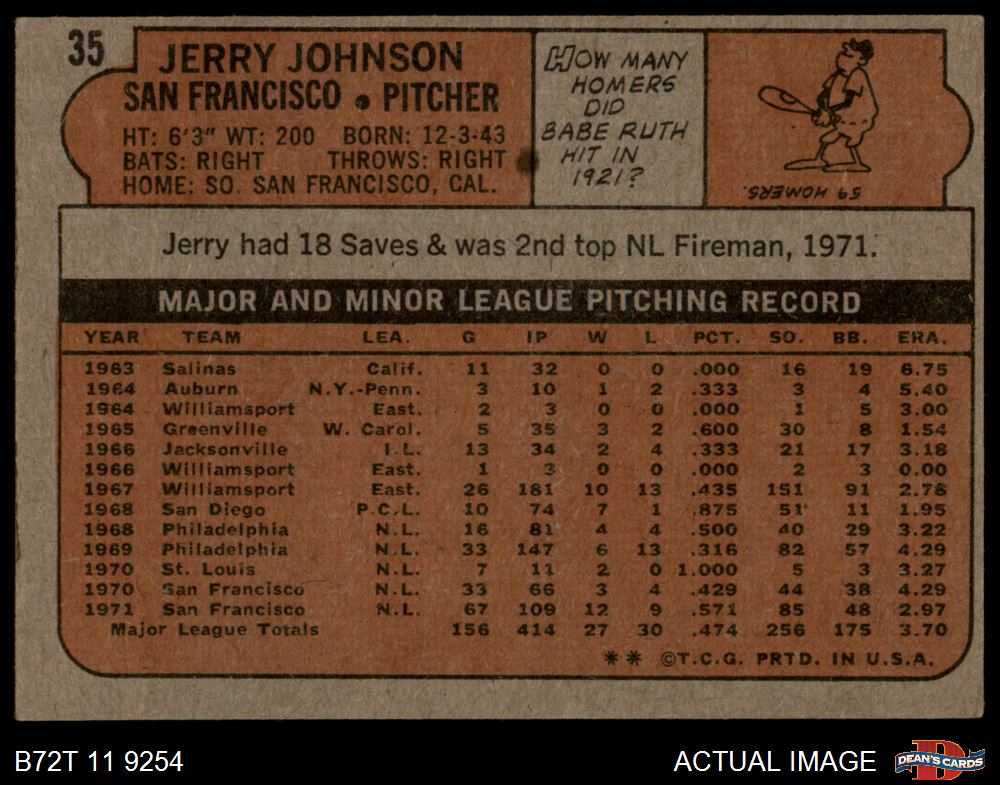 35
JERRY JOHNSON
SAN FRANCISCO • PITCHER
HT: 6'3" WT: 200 BORN: 12-3-43
BATS: RIGHT THROWS: RIGHT
HOME: SO. SAN FRANCISCO, CAL.
HOW MANY
HOMERS
DID
BABE RUTH
HIT IN
1921?
59 HOMERS.
Jerry had 18 Saves & was 2nd top NL Fireman, 1971.
MAJOR AND MINOR LEAGUE PITCHING RECORD
YEAR TEAM LEA. G IP W L PCT. SO. BB. ERA.
1963 Salinas Calif. 11 32 0 0 .000 16 19 6.75
1964 Auburn N.Y.-Penn. 3 10 1 2 .333 3 4 5.40
1964 Williamsport East. 2 3 0 0 .000 1 5 3.00
1965 Greenville W. Carol. 5 35 3 2 .600 30 8 1.54
1966 Jacksonville I.L. 13 34 2 4 .333 21 17 3.18
1966 Williamsport East. 1 3 0 0 .000 2 3 0.00
1967 Williamsport East. 26 181 10 13 .435 151 91 2.78
1968 San Diego P.C.L. 10 74 7 1 .875 51 11 1.95
1968 Philadelphia N.L. 16 81 4 4 .500 40 29 3.22
1969 Philadelphia N.L. 33 147 6 13 .316 82 57 4.29
1970 St. Louis N.L. 7 11 2 0 1.000 5 3 3.27
1970 San Francisco N.L. 33 66 3 4 .429 44 38 4.29
1971 San Francisco N.L. 67 109 12 9 .571 85 48 2.97
Major League Totals 156 414 27 30 .474 256 175 3.70
** ©T.C.G. PRTD. IN U.S.A.
B72T 11 9254
ACTUAL IMAGE
D
DEAN'S CARDS